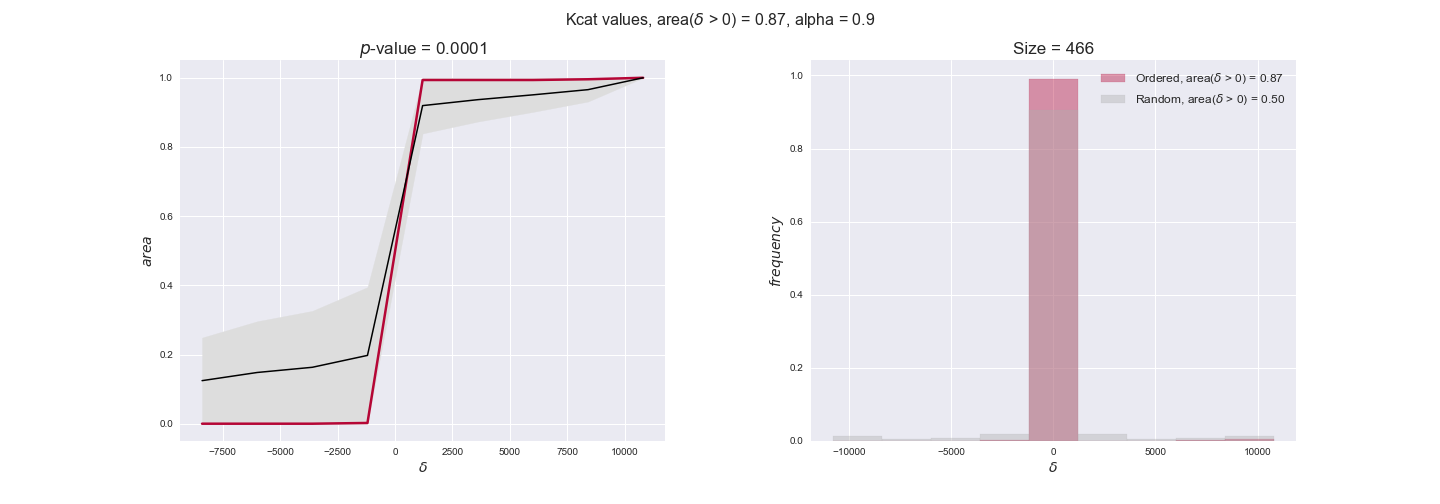 Kcat values, area(δ > 0) = 0.87, alpha = 0.9
p-value = 0.0001
1.0
0.8
0.6
0.4
0.2
0.0
area
−7500 −5000 −2500 0 2500 5000 7500 10000
δ
Size = 466
Ordered, area(δ > 0) = 0.87
Random, area(δ > 0) = 0.50
1.0
0.8
0.6
0.4
0.2
0.0
frequency
−10000 −5000 0 5000 10000
δ